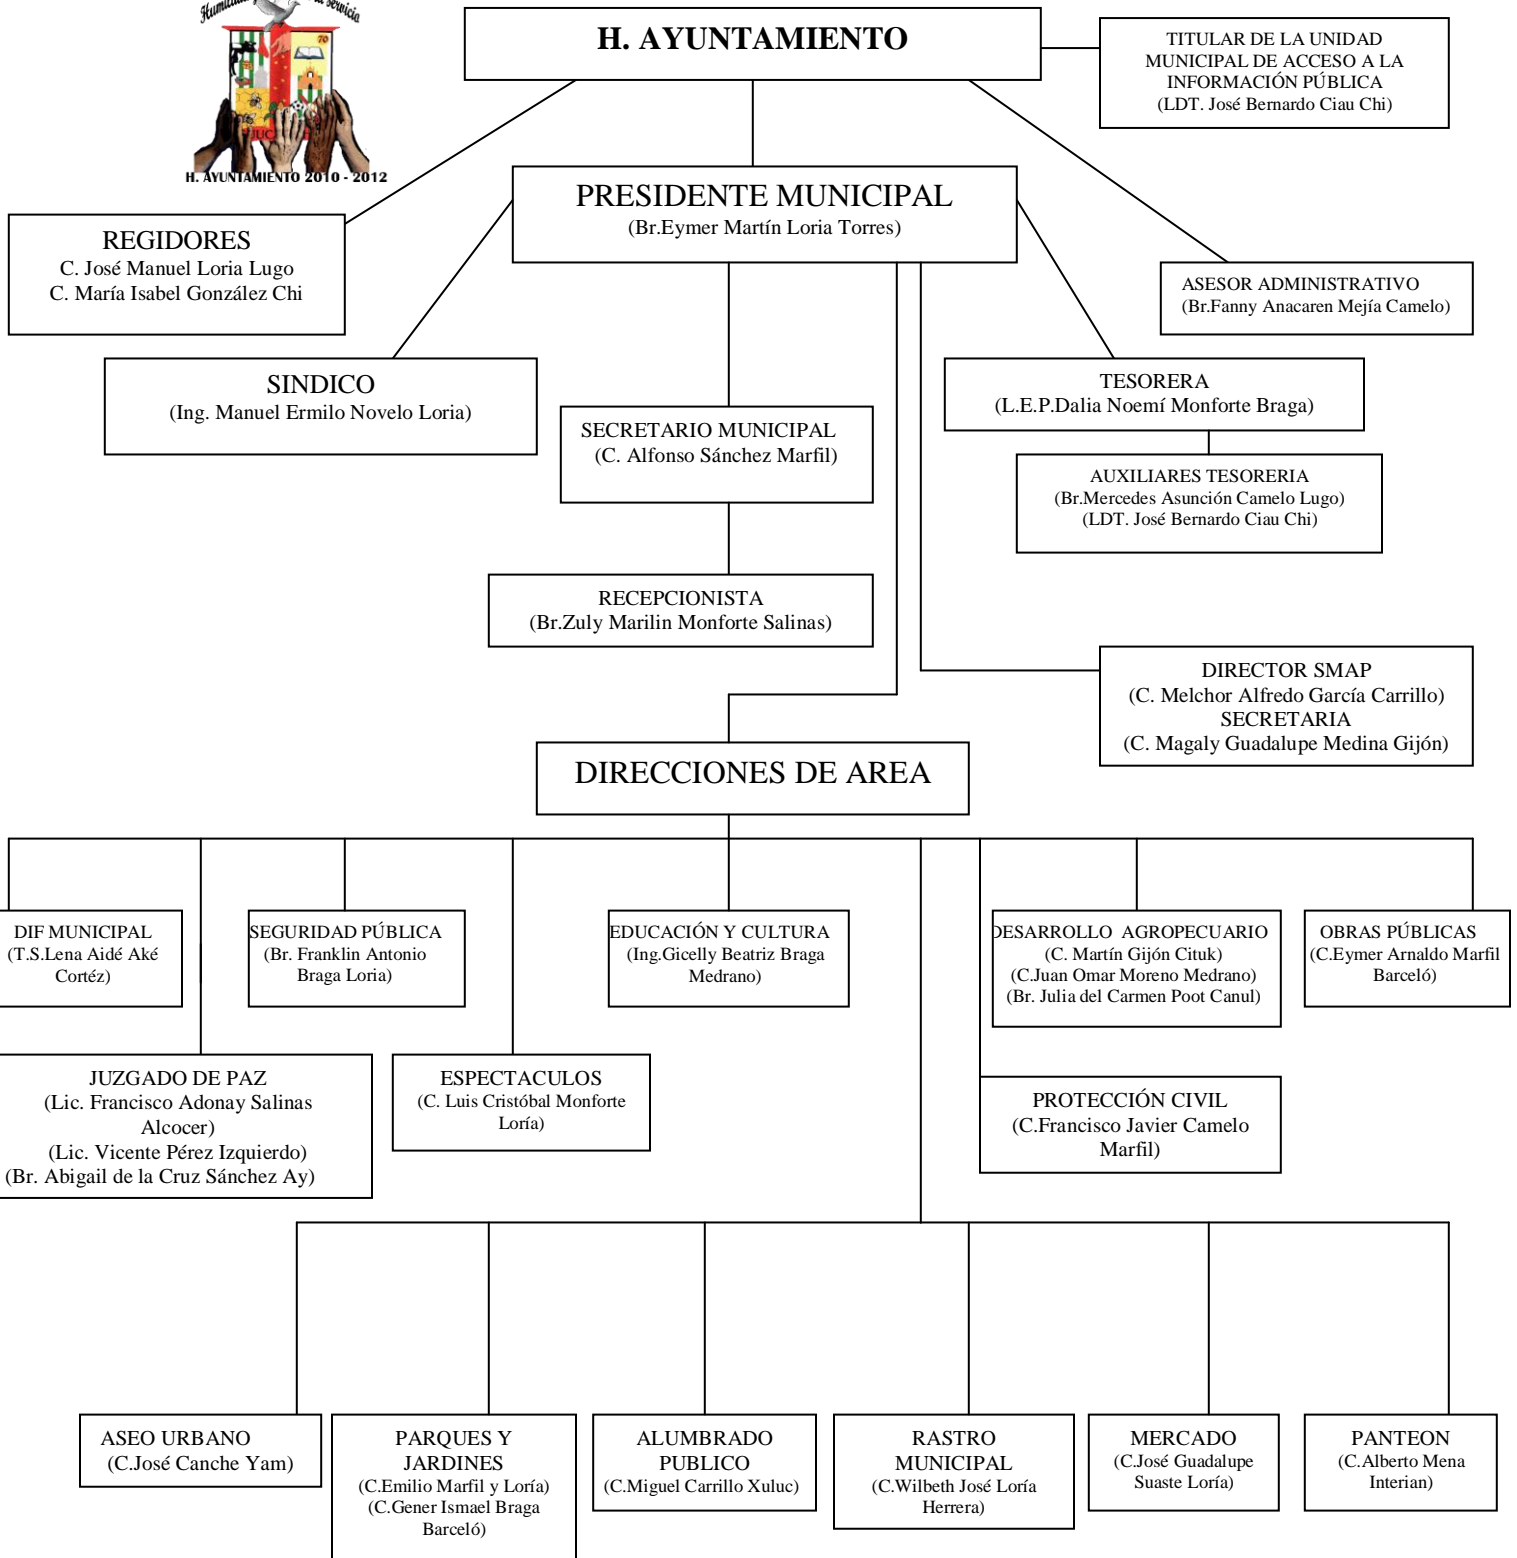 Servicio
H. AYUNTAMIENTO 2010 - 2012
H. AYUNTAMIENTO
TITULAR DE LA UNIDAD
MUNICIPAL DE ACCESO A LA
INFORMACIÓN PÚBLICA
(LDT. José Bernardo Ciau Chi)
PRESIDENTE MUNICIPAL
(Br.Eymer Martín Loria Torres)
REGIDORES
C. José Manuel Loria Lugo
C. María Isabel González Chi
ASESOR ADMINISTRATIVO
(Br.Fanny Anacaren Mejía Camelo)
SINDICO
(Ing. Manuel Ermilo Novelo Loria)
TESORERA
(L.E.P.Dalia Noemí Monforte Braga)
SECRETARIO MUNICIPAL
(C. Alfonso Sánchez Marfil)
AUXILIARES TESORERIA
(Br.Mercedes Asunción Camelo Lugo)
(LDT. José Bernardo Ciau Chi)
RECEPCIONISTA
(Br.Zuly Marilin Monforte Salinas)
DIRECTOR SMAP
(C. Melchor Alfredo García Carrillo)
SECRETARIA
(C. Magaly Guadalupe Medina Gijón)
DIRECCIONES DE AREA
DIF MUNICIPAL
(T.S.Lena Aidé Aké
Cortéz)
SEGURIDAD PÚBLICA
(Br. Franklin Antonio
Braga Loria)
EDUCACIÓN Y CULTURA
(Ing.Gicelly Beatriz Braga
Medrano)
DESARROLLO AGROPECUARIO
(C. Martín Gijón Cituk)
(C.Juan Omar Moreno Medrano)
(Br. Julia del Carmen Poot Canul)
OBRAS PÚBLICAS
(C.Eymer Arnaldo Marfil
Barceló)
JUZGADO DE PAZ
(Lic. Francisco Adonay Salinas
Alcocer)
(Lic. Vicente Pérez Izquierdo)
(Br. Abigail de la Cruz Sánchez Ay)
ESPECTACULOS
(C. Luis Cristóbal Monforte
Loría)
PROTECCIÓN CIVIL
(C.Francisco Javier Camelo
Marfil)
ASEO URBANO
(C.José Canche Yam)
PARQUES Y
JARDINES
(C.Emilio Marfil y Loría)
(C.Gener Ismael Braga
Barceló)
ALUMBRADO
PUBLICO
(C.Miguel Carrillo Xuluc)
RASTRO
MUNICIPAL
(C.Wilbeth José Loría
Herrera)
MERCADO
(C.José Guadalupe
Suaste Loría)
PANTEON
(C.Alberto Mena
Interian)